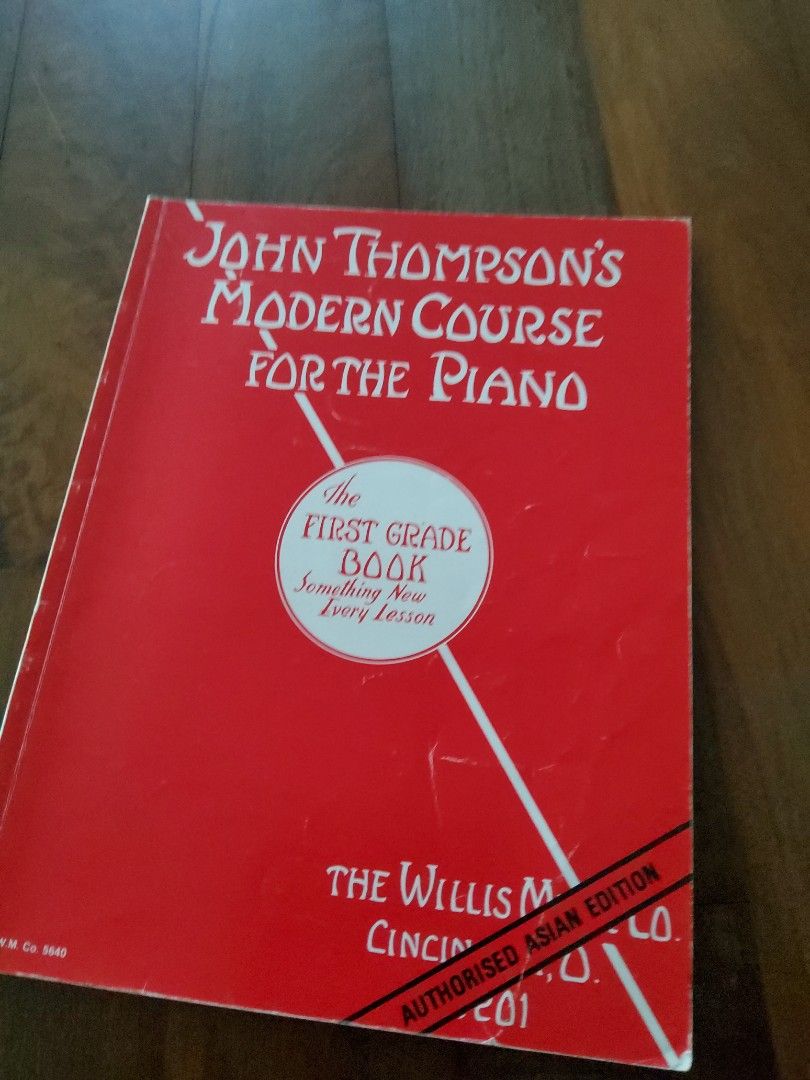 JOHN THOMPSON'S
MODERN COURSE
FOR THE PIANO
The
FIRST GRADE
BOOK
Something New
Every Lesson
THE WILLIS CO.
O.
AUTHORISED ASIAN EDITION
W.M. Co. 5640